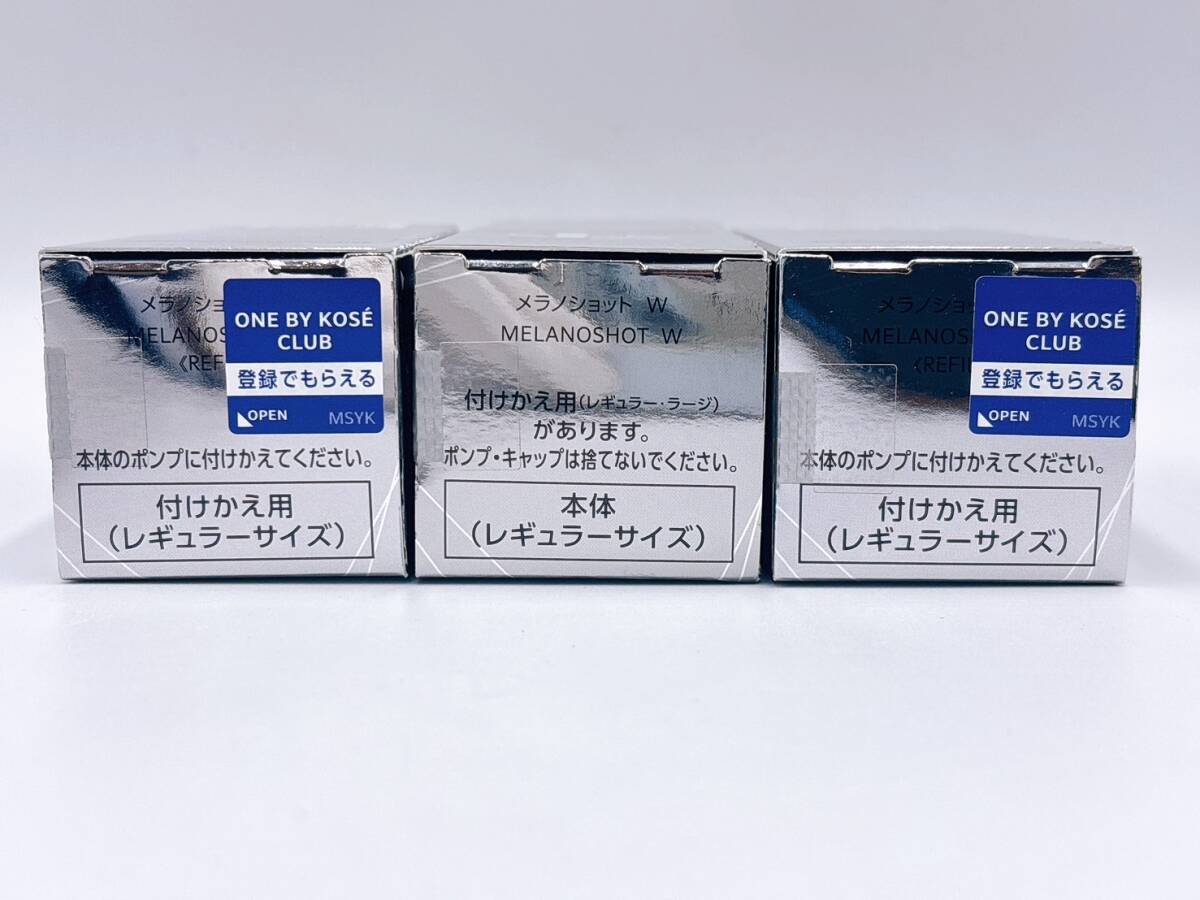 メラノショ
MELANOS
《REF
ONE BY KOSÉ
CLUB
登録でもらえる
OPEN MSYK
本体のポンプに付けかえてください。
付けかえ用
(レギュラーサイズ)
メラノショット W
MELANOSHOT W
付けかえ用(レギュラー・ラージ)
があります。
ポンプ・キャップは捨てないでください。
本体
(レギュラーサイズ)
メラノショ
MELANOS
《REFI
ONE BY KOSÉ
CLUB
登録でもらえる
OPEN MSYK
本体のポンプに付けかえてください。
付けかえ用
(レギュラーサイズ)